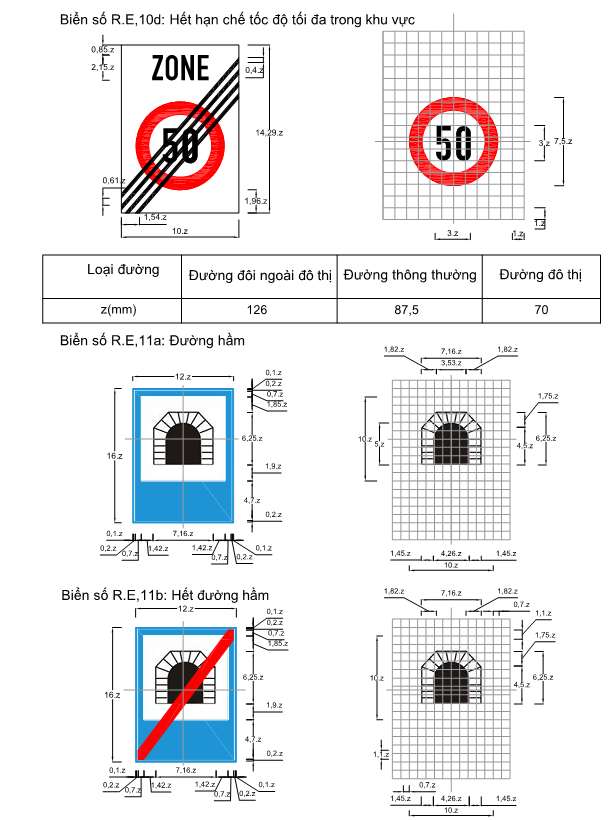 Biển số R.E,10d: Hết hạn chế tốc độ tối đa trong khu vực
0,85.z
2,15.z
ZONE
0,4.z
50
14,29.z
0,61.z
1,54.z
1,96.z
10.z
50
3.z
7,5.z
1.z
3.z
1.z
Loại đường Đường đôi ngoài đô thị Đường thông thường Đường đô thị
z(mm) 126 87,5 70
Biển số R.E,11a: Đường hầm
12.z
0,1.z
0,2.z
0,7.z
1,85.z
16.z
6,25.z
1,9.z
4,7.z
0,2.z
0,1.z
7,16.z
0,2.z
0,7.z
1,42.z
1,42.z
0,7.z
0,2.z
0,1.z
1,82.z
7,16.z
1,82.z
3,53.z
1,75.z
10.z
5.z
4,5.z
6,25.z
1,45.z
4,26.z
1,45.z
10.z
Biển số R.E,11b: Hết đường hầm
12.z
0,1.z
0,2.z
0,7.z
1,85.z
16.z
6,25.z
1,9.z
4,7.z
0,2.z
0,1.z
7,16.z
0,2.z
0,7.z
1,42.z
1,42.z
0,7.z
0,2.z
0,1.z
1,82.z
7,16.z
1,82.z
0,7.z
1,1.z
1,75.z
10.z
4,5.z
6,25.z
1,1.z
0,7.z
1,45.z
4,26.z
1,45.z
10.z